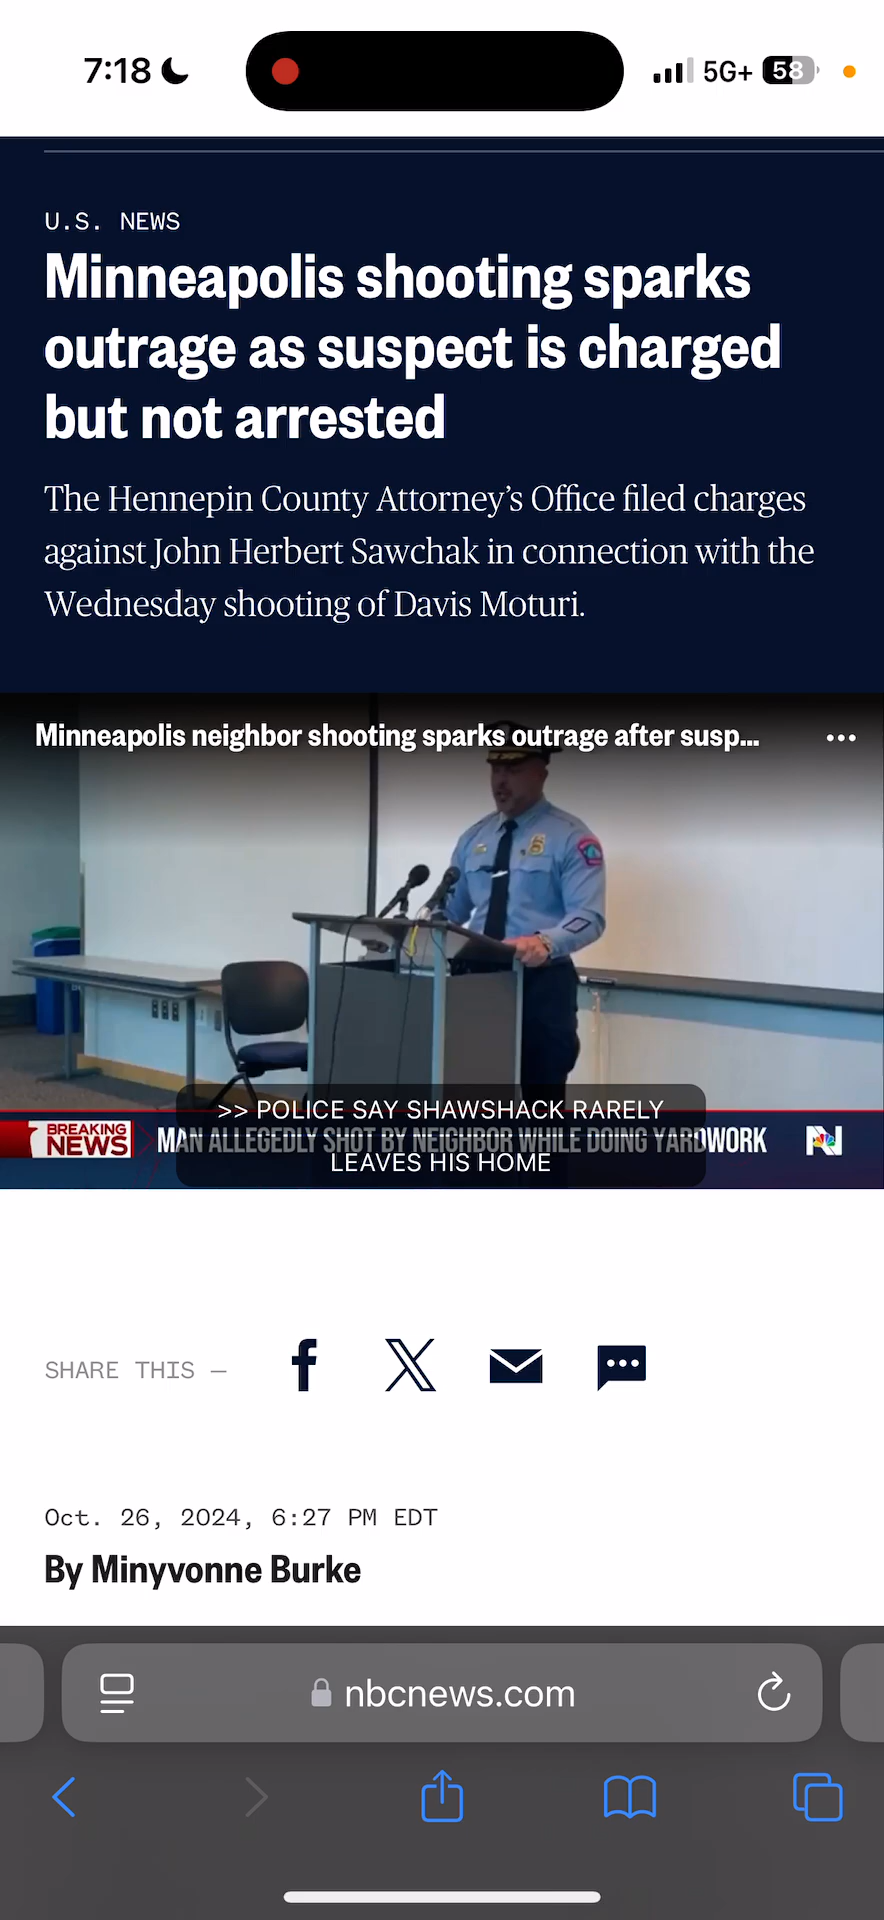 7:18 5G+ 58
U.S. NEWS
Minneapolis shooting sparks
outrage as suspect is charged
but not arrested
The Hennepin County Attorney’s Office filed charges
against John Herbert Sawchak in connection with the
Wednesday shooting of Davis Moturi.
Minneapolis neighbor shooting sparks outrage after susp...
>> POLICE SAY SHAWSHACK RARELY
LEAVES HIS HOME
BREAKING
NEWS
MAN ALLEGEDLY SHOT BY NEIGHBOR WHILE DOING YARDWORK
N
SHARE THIS —
Oct. 26, 2024, 6:27 PM EDT
By Minyvonne Burke
nbcnews.com